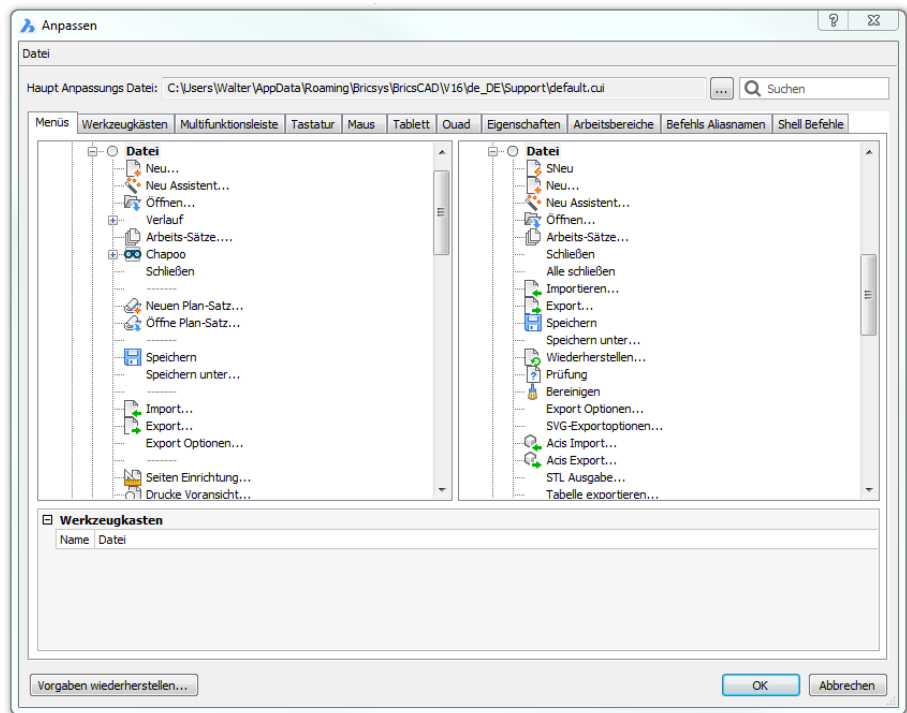 Anpassen
Datei
Haupt Anpassungs Datei: C:\Users\Walter\AppData\Roaming\Bricsys\BricsCAD\V16\de_DE\Support\default.cui ... Suchen
Menüs Werkzeugkästen Multifunktionsleiste Tastatur Maus Tablett Quad Eigenschaften Arbeitsbereiche Befehls Aliasnamen Shell Befehle
Datei
Neu...
Neu Assistent...
Öffnen...
Verlauf
Arbeits-Sätze....
Chapoo
Schließen
-------
Neuen Plan-Satz...
Öffne Plan-Satz...
-------
Speichern
Speichern unter...
-------
Import...
Export...
Export Optionen...
-------
Seiten Einrichtung...
Drucke Voransicht...
Datei
SNeu
Neu...
Neu Assistent...
Öffnen...
Arbeits-Sätze...
Schließen
Alle schließen
Importieren...
Export...
Speichern
Speichern unter...
Wiederherstellen...
Prüfung
Bereinigen
Export Optionen...
SVG-Exportoptionen...
Acis Import...
Acis Export...
STL Ausgabe...
Tabelle exportieren...
Werkzeugkasten
Name Datei
Vorgaben wiederherstellen... OK Abbrechen